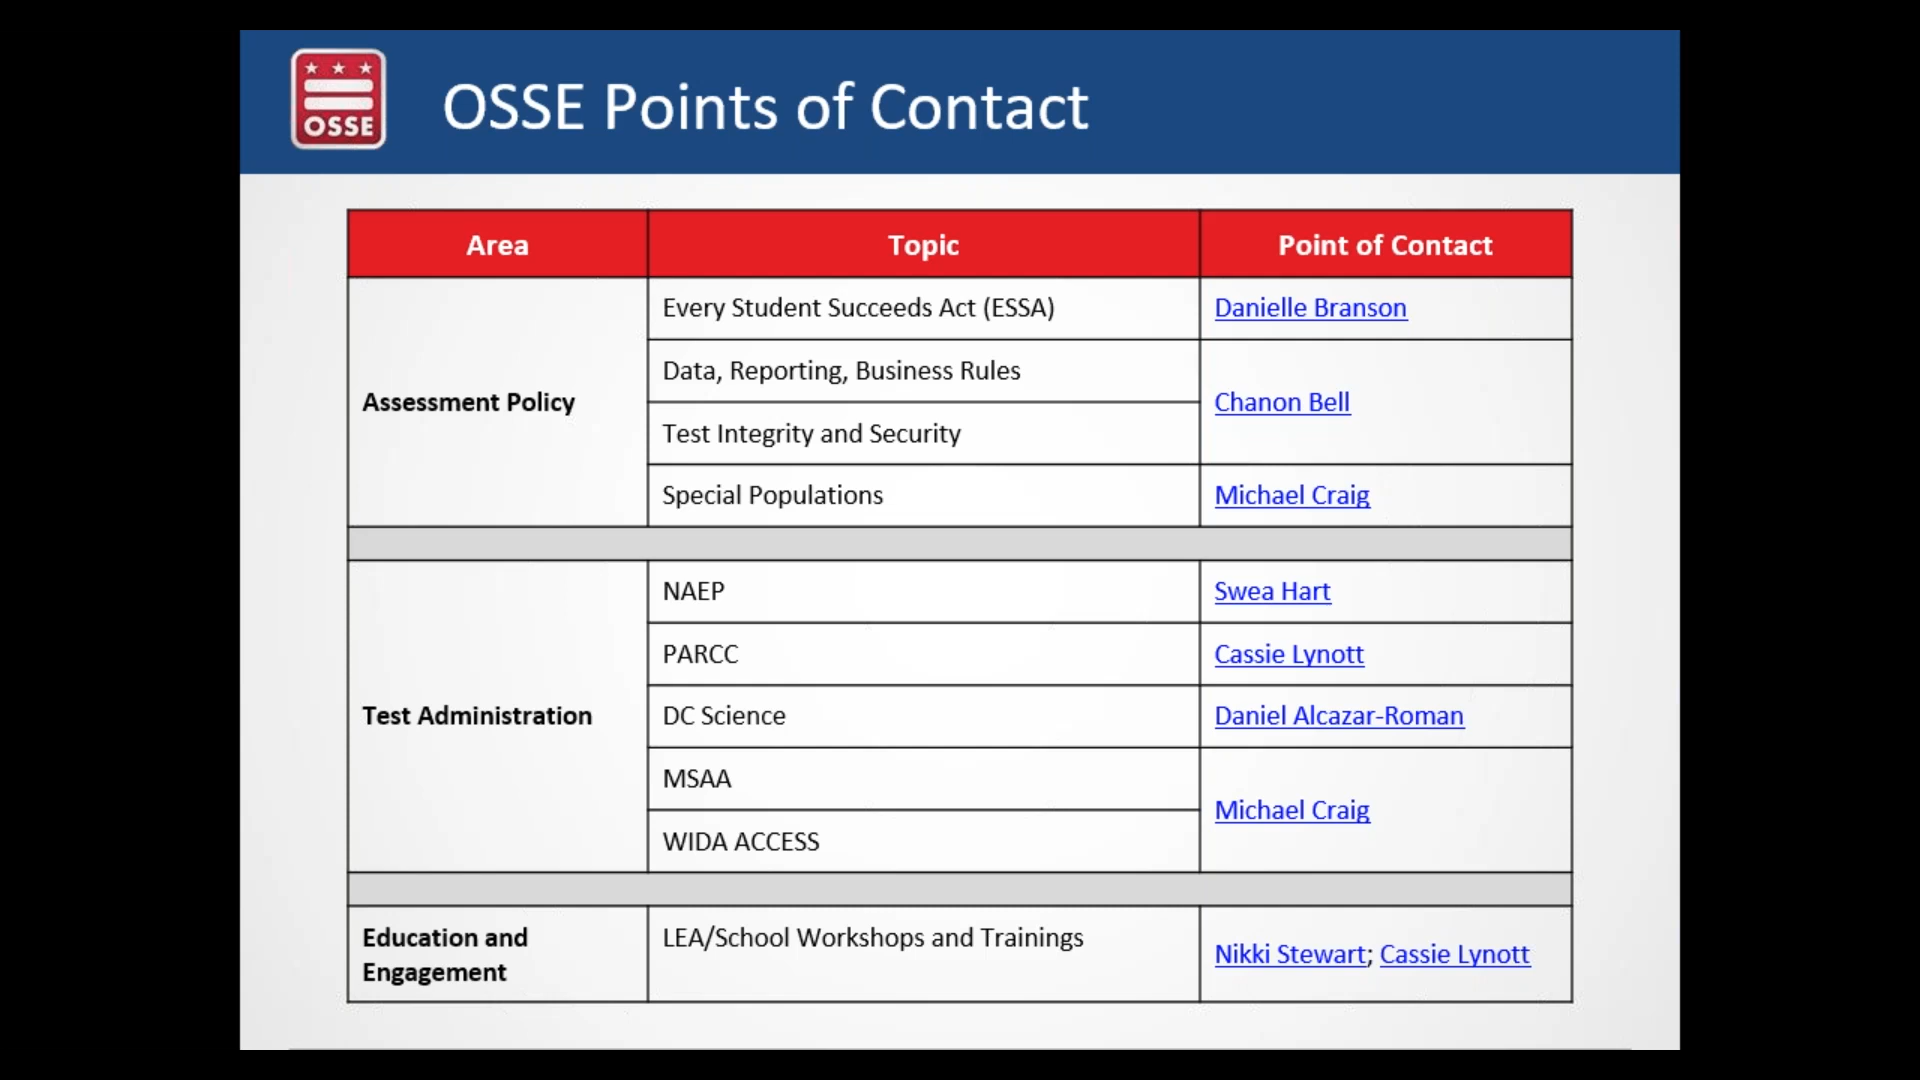 OSSE
OSSE Points of Contact
Area Topic Point of Contact
Assessment Policy
Every Student Succeeds Act (ESSA) Danielle Branson
Data, Reporting, Business Rules
Chanon Bell
Test Integrity and Security
Special Populations Michael Craig
Test Administration
NAEP Swea Hart
PARCC Cassie Lynott
DC Science Daniel Alcazar-Roman
MSAA
Michael Craig
WIDA ACCESS
Education and
Engagement
LEA/School Workshops and Trainings
Nikki Stewart; Cassie Lynott